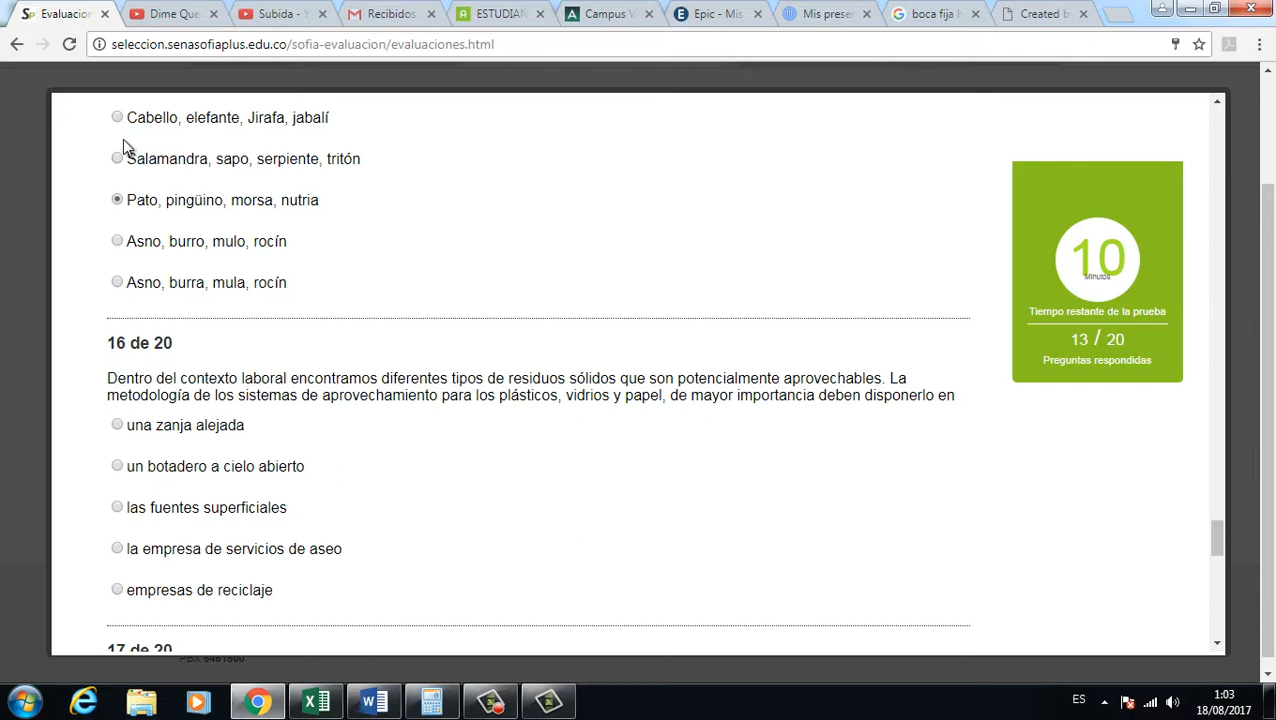 Evaluacior
Dime Que
Subida - Y
Recibidos
ESTUDIAN
Campus V
Epic - Mis
Mis prese
boca fija h
Created by
seleccion.senasofiaplus.edu.co/sofia-evaluacion/evaluaciones.html
Cabello, elefante, Jirafa, jabalí
Salamandra, sapo, serpiente, tritón
Pato, pingüino, morsa, nutria
Asno, burro, mulo, rocín
Asno, burra, mula, rocín
10
Minutos
Tiempo restante de la prueba
13 / 20
Preguntas respondidas
16 de 20
Dentro del contexto laboral encontramos diferentes tipos de residuos sólidos que son potencialmente aprovechables. La
metodología de los sistemas de aprovechamiento para los plásticos, vidrios y papel, de mayor importancia deben disponerlo en
una zanja alejada
un botadero a cielo abierto
las fuentes superficiales
la empresa de servicios de aseo
empresas de reciclaje
17 de 20
PBX 5461500
ES
1:03
18/08/2017